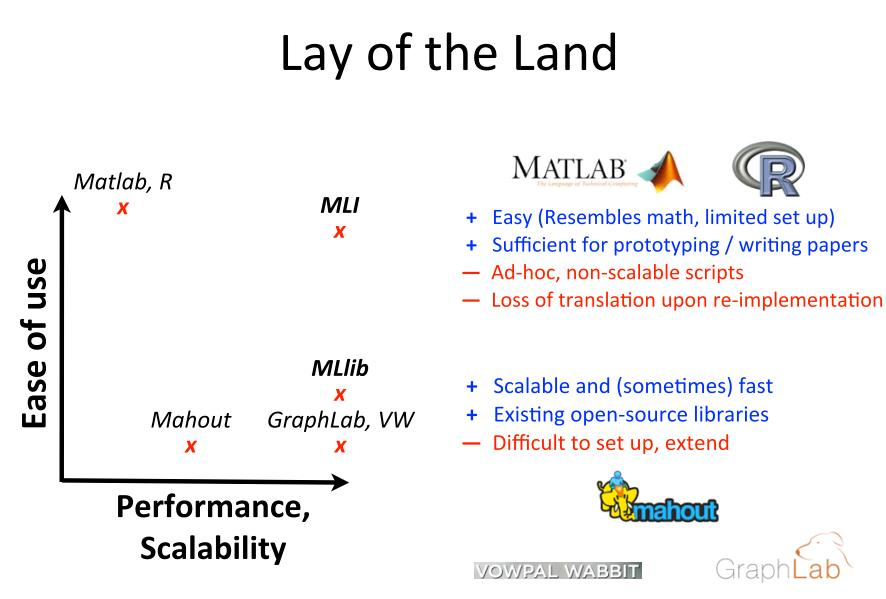 Lay of the Land
Matlab, R
x
MLI
x
MLlib
x
Mahout
x
GraphLab, VW
x
Ease of use
Performance,
Scalability
MATLAB®
The Language of Technical Computing
R
+ Easy (Resembles math, limited set up)
+ Sufficient for prototyping / writing papers
— Ad-hoc, non-scalable scripts
— Loss of translation upon re-implementation
+ Scalable and (sometimes) fast
+ Existing open-source libraries
— Difficult to set up, extend
mahout
VOWPAL WABBIT
GraphLab